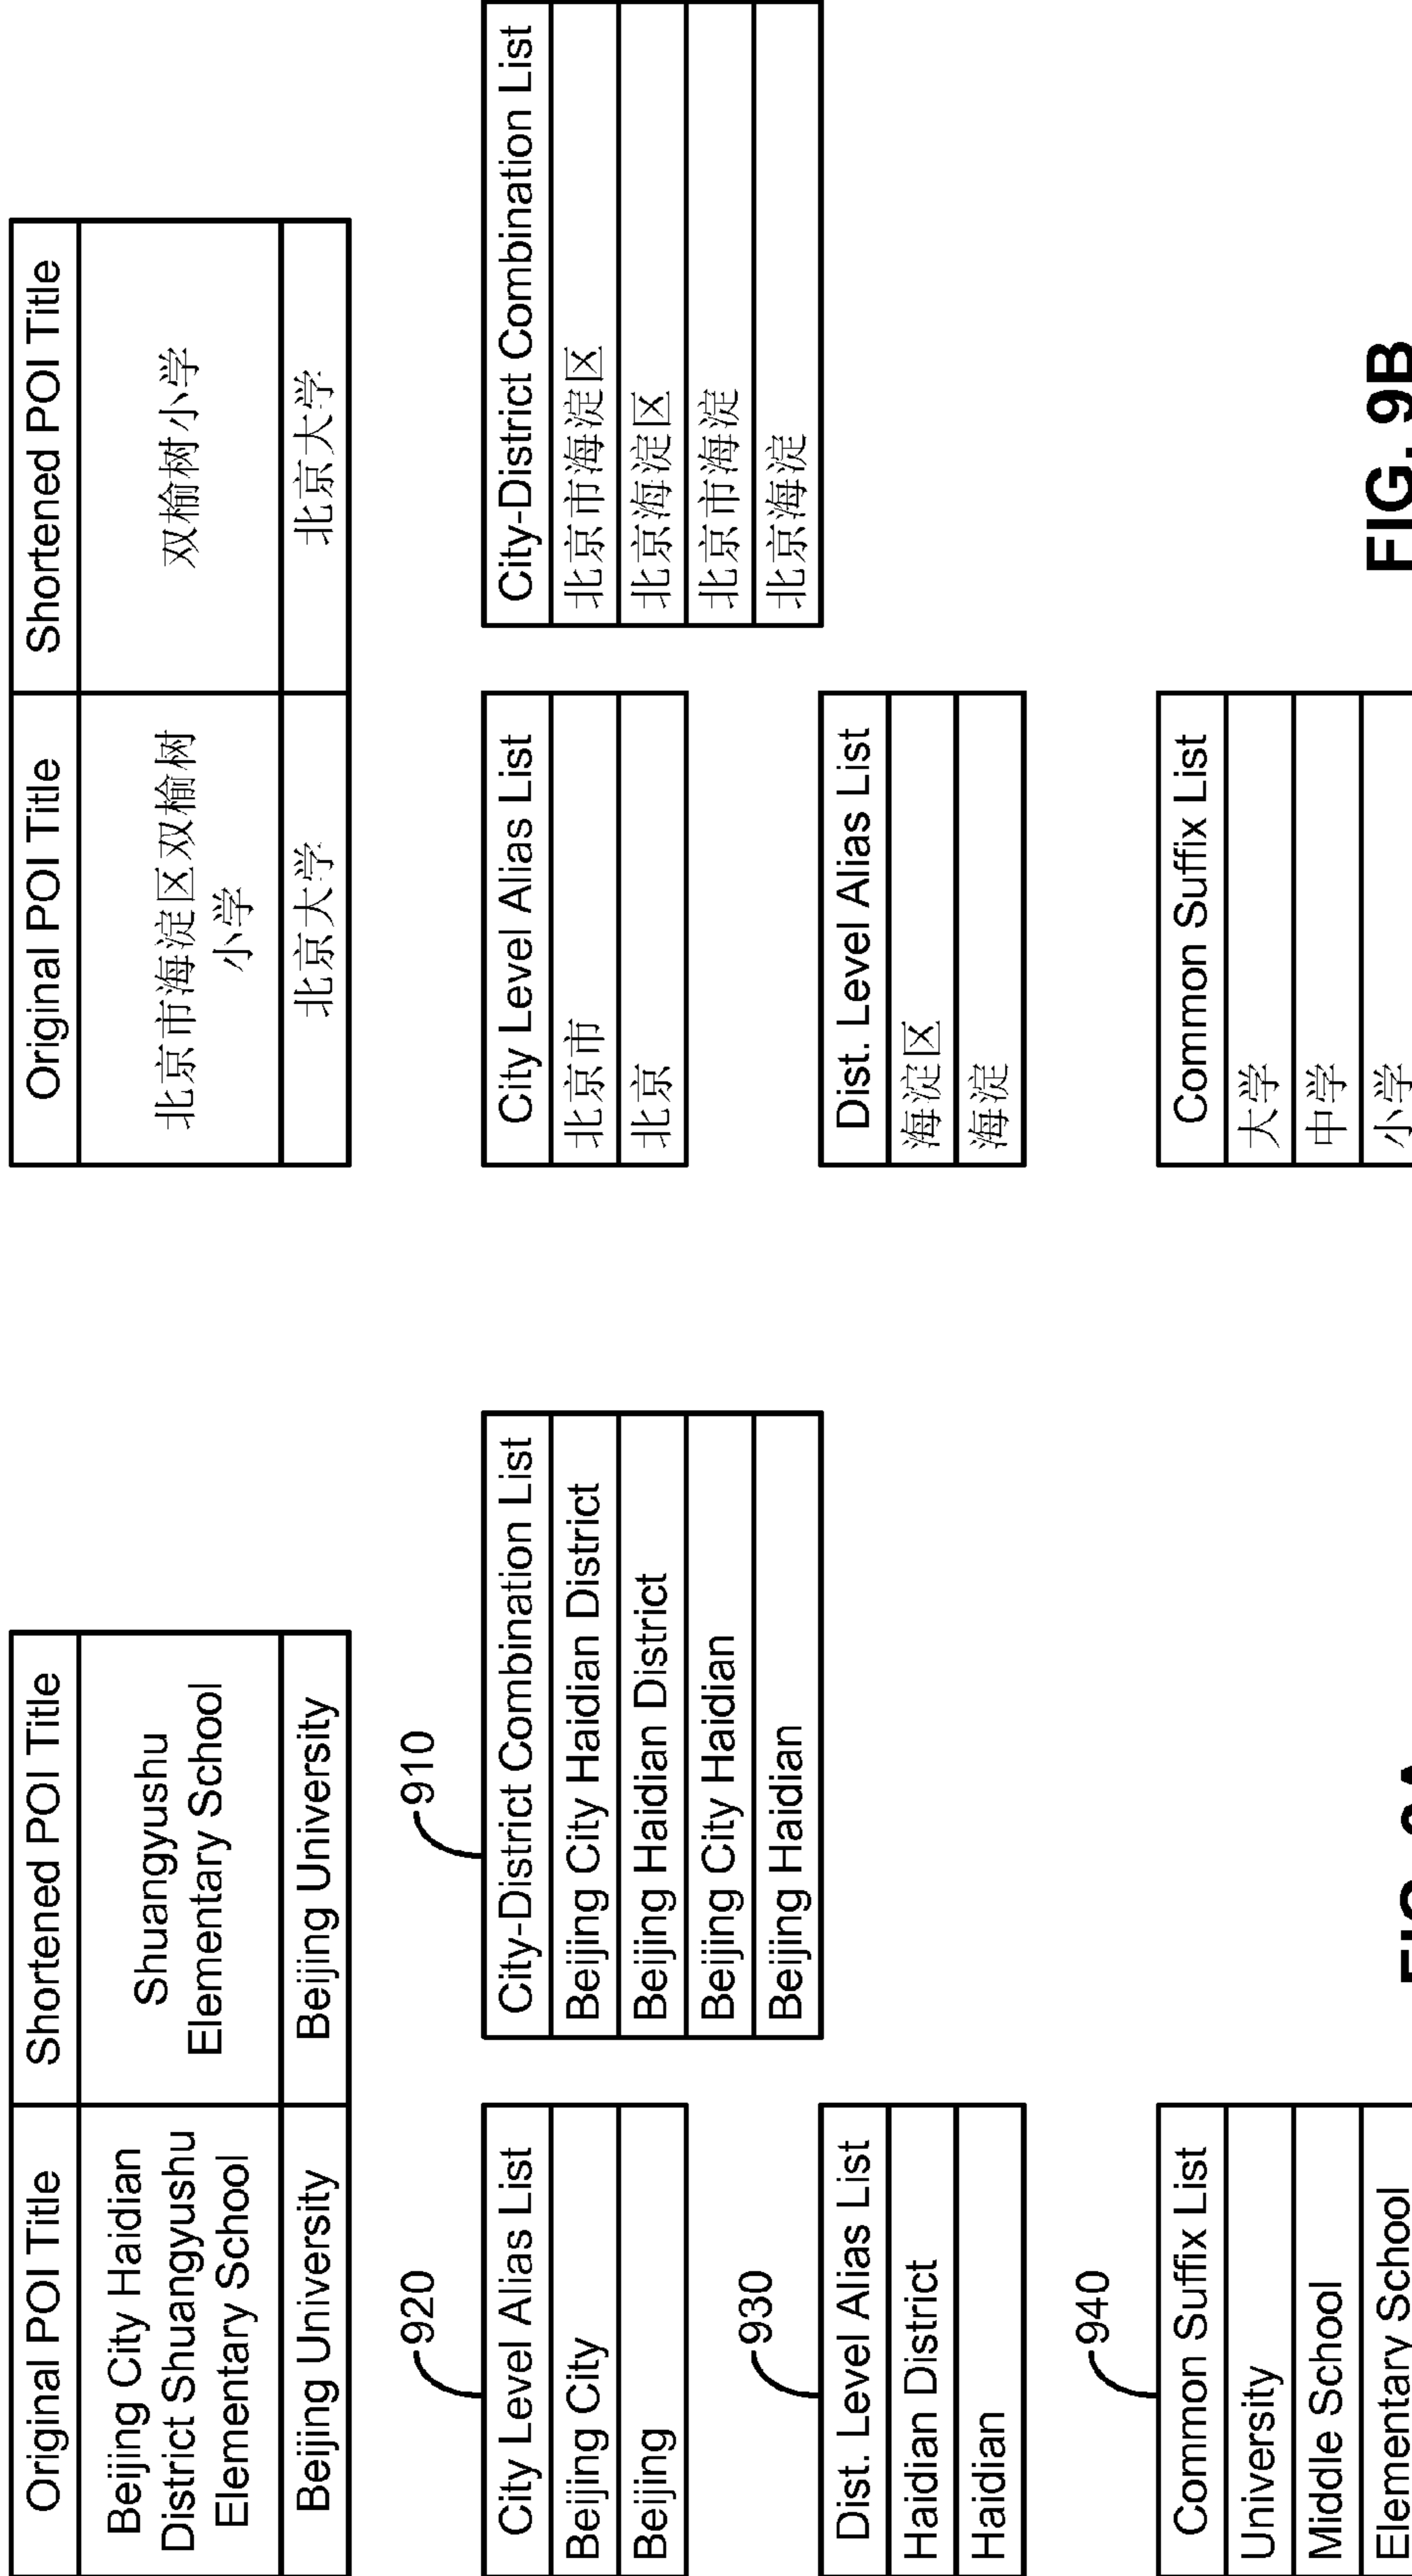 Original POI Title
Shortened POI Title
Beijing City Haidian
District Shuangyushu
Elementary School
Shuangyushu
Elementary School
Beijing University
Beijing University
920
City Level Alias List
Beijing City
Beijing
910
City-District Combination List
Beijing City Haidian District
Beijing Haidian District
Beijing City Haidian
Beijing Haidian
930
Dist. Level Alias List
Haidian District
Haidian
940
Common Suffix List
University
Middle School
Elementary School
Original POI Title
Shortened POI Title
北京市海淀区双榆树
小学
双榆树小学
北京大学
北京大学
City Level Alias List
北京市
北京
City-District Combination List
北京市海淀区
北京海淀区
北京市海淀
北京海淀
Dist. Level Alias List
海淀区
海淀
Common Suffix List
大学
中学
小学
FIG. 9B